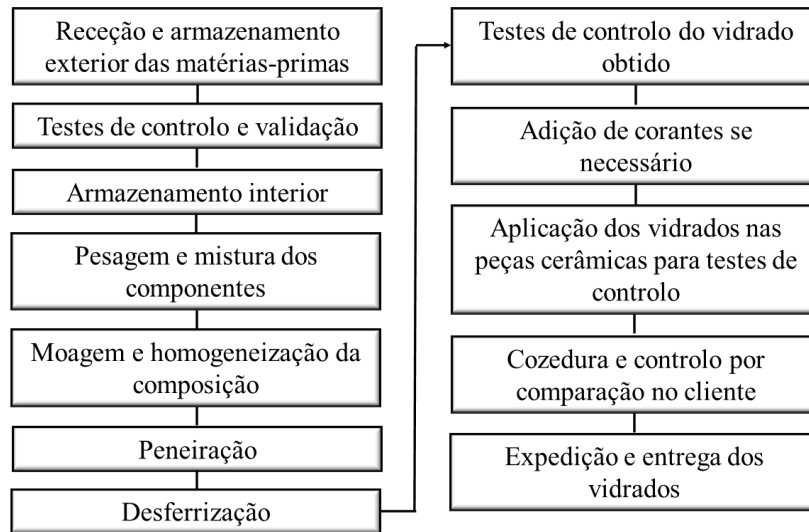 Receção e armazenamento
exterior das matérias-primas
Testes de controlo e validação
Armazenamento interior
Pesagem e mistura dos
componentes
Moagem e homogeneização da
composição
Peneiração
Desferrização
Testes de controlo do vidrado
obtido
Adição de corantes se
necessário
Aplicação dos vidrados nas
peças cerâmicas para testes de
controlo
Cozedura e controlo por
comparação no cliente
Expedição e entrega dos
vidrados